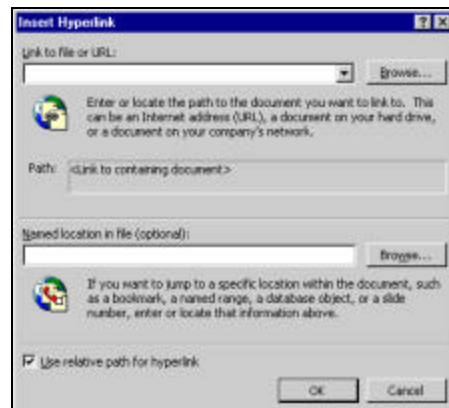 Insert Hyperlink
Link to file or URL:
Browse...
Enter or locate the path to the document you want to link to. This
can be an Internet address (URL), a document on your hard drive,
or a document on your company's network.
Path: <Link to containing document>
Named location in file (optional):
Browse...
If you want to jump to a specific location within the document, such
as a bookmark, a named range, a database object, or a slide
number, enter or locate that information above.
Use relative path for hyperlink
OK Cancel